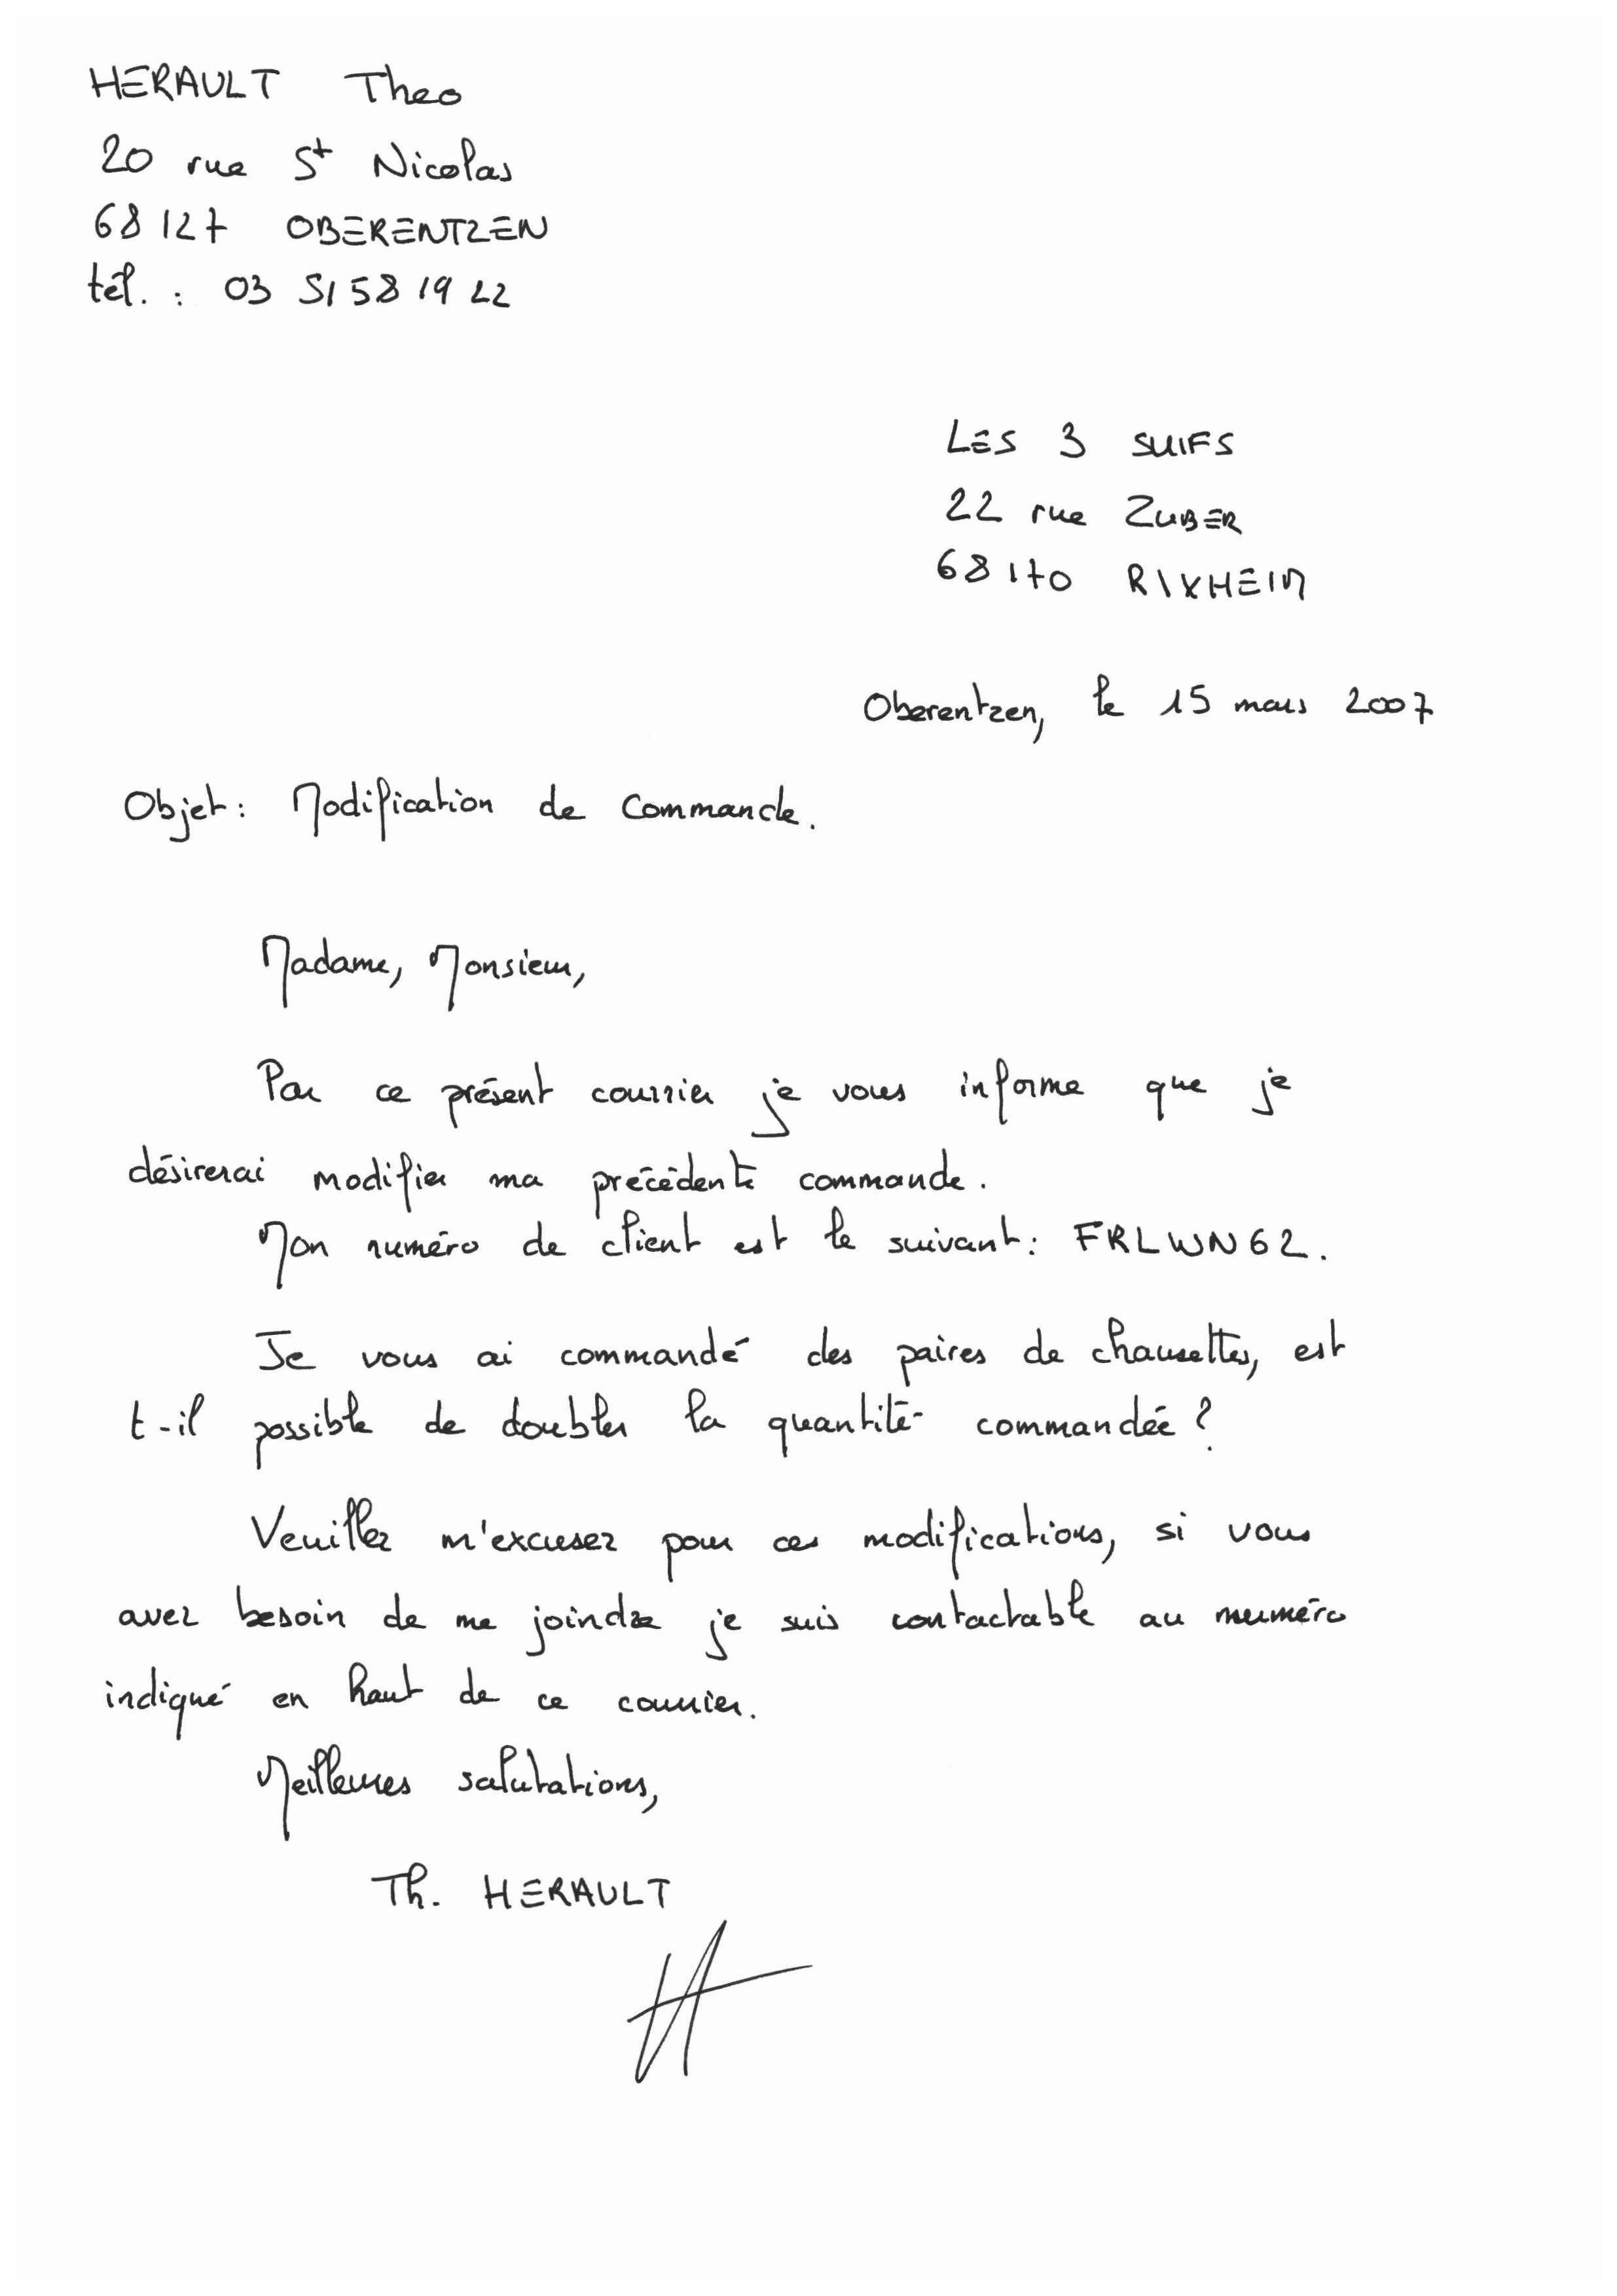 HERAULT Theo
20 rue St Nicolas
68127 OBERENTZEN
tél. : 03 51 58 19 22
LES 3 SUIFS
22 rue ZUBER
68170 RIXHEIM
Oberentzen, le 15 mars 2007
Objet : Modification de commande.
Madame, Monsieur,
Par ce présent courrier je vous informe que je
désirerai modifier ma précédente commande.
Mon numéro de client est le suivant : FRLWN62.
Je vous ai commandé des paires de chaussettes, est
t-il possible de doubler la quantité commandée ?
Veuillez m'excuser pour ces modifications, si vous
avez besoin de me joindre je suis contactable au numéro
indiqué en haut de ce courrier.
Meilleures salutations,
Th. HERAULT